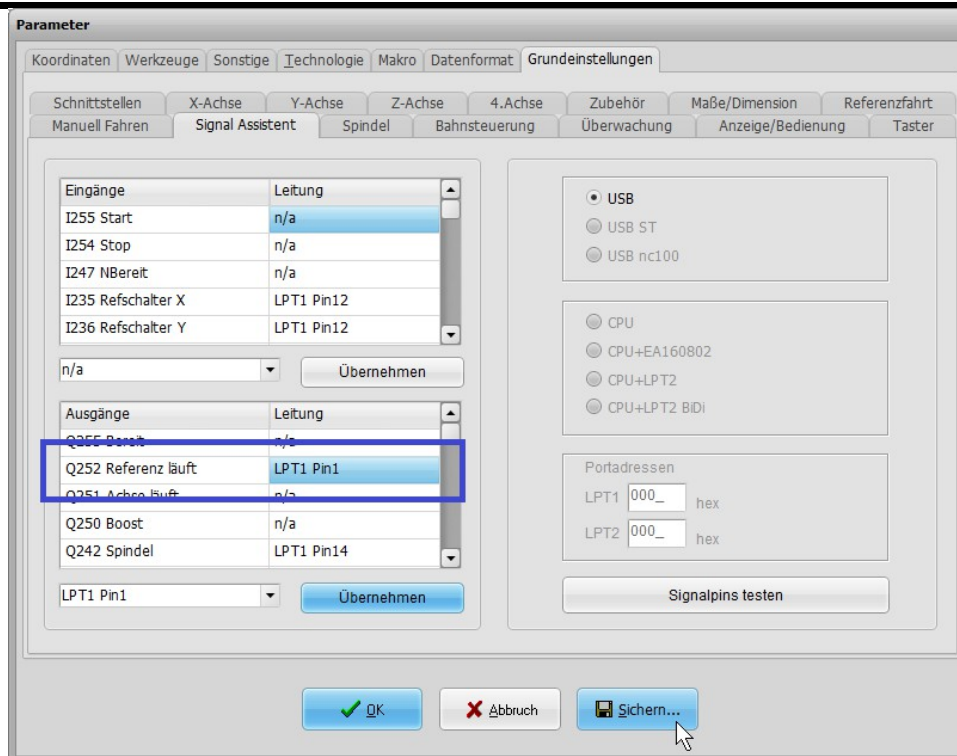 Parameter
Koordinaten Werkzeuge Sonstige Technologie Makro Datenformat Grundeinstellungen
Schnittstellen X-Achse Y-Achse Z-Achse 4.Achse Zubehör Maße/Dimension Referenzfahrt
Manuell Fahren Signal Assistent Spindel Bahnsteuerung Überwachung Anzeige/Bedienung Taster
Eingänge Leitung
I255 Start n/a
I254 Stop n/a
I247 NBereit n/a
I235 Refschalter X LPT1 Pin12
I236 Refschalter Y LPT1 Pin12
n/a Übernehmen
Ausgänge Leitung
Q255 Bereit n/a
Q252 Referenz läuft LPT1 Pin1
Q251 Achse läuft n/a
Q250 Boost n/a
Q242 Spindel LPT1 Pin14
LPT1 Pin1 Übernehmen
USB
USB ST
USB nc100
CPU
CPU+EA160802
CPU+LPT2
CPU+LPT2 BiDi
Portadressen
LPT1 000_ hex
LPT2 000_ hex
Signalpins testen
OK Abbruch Sichern...